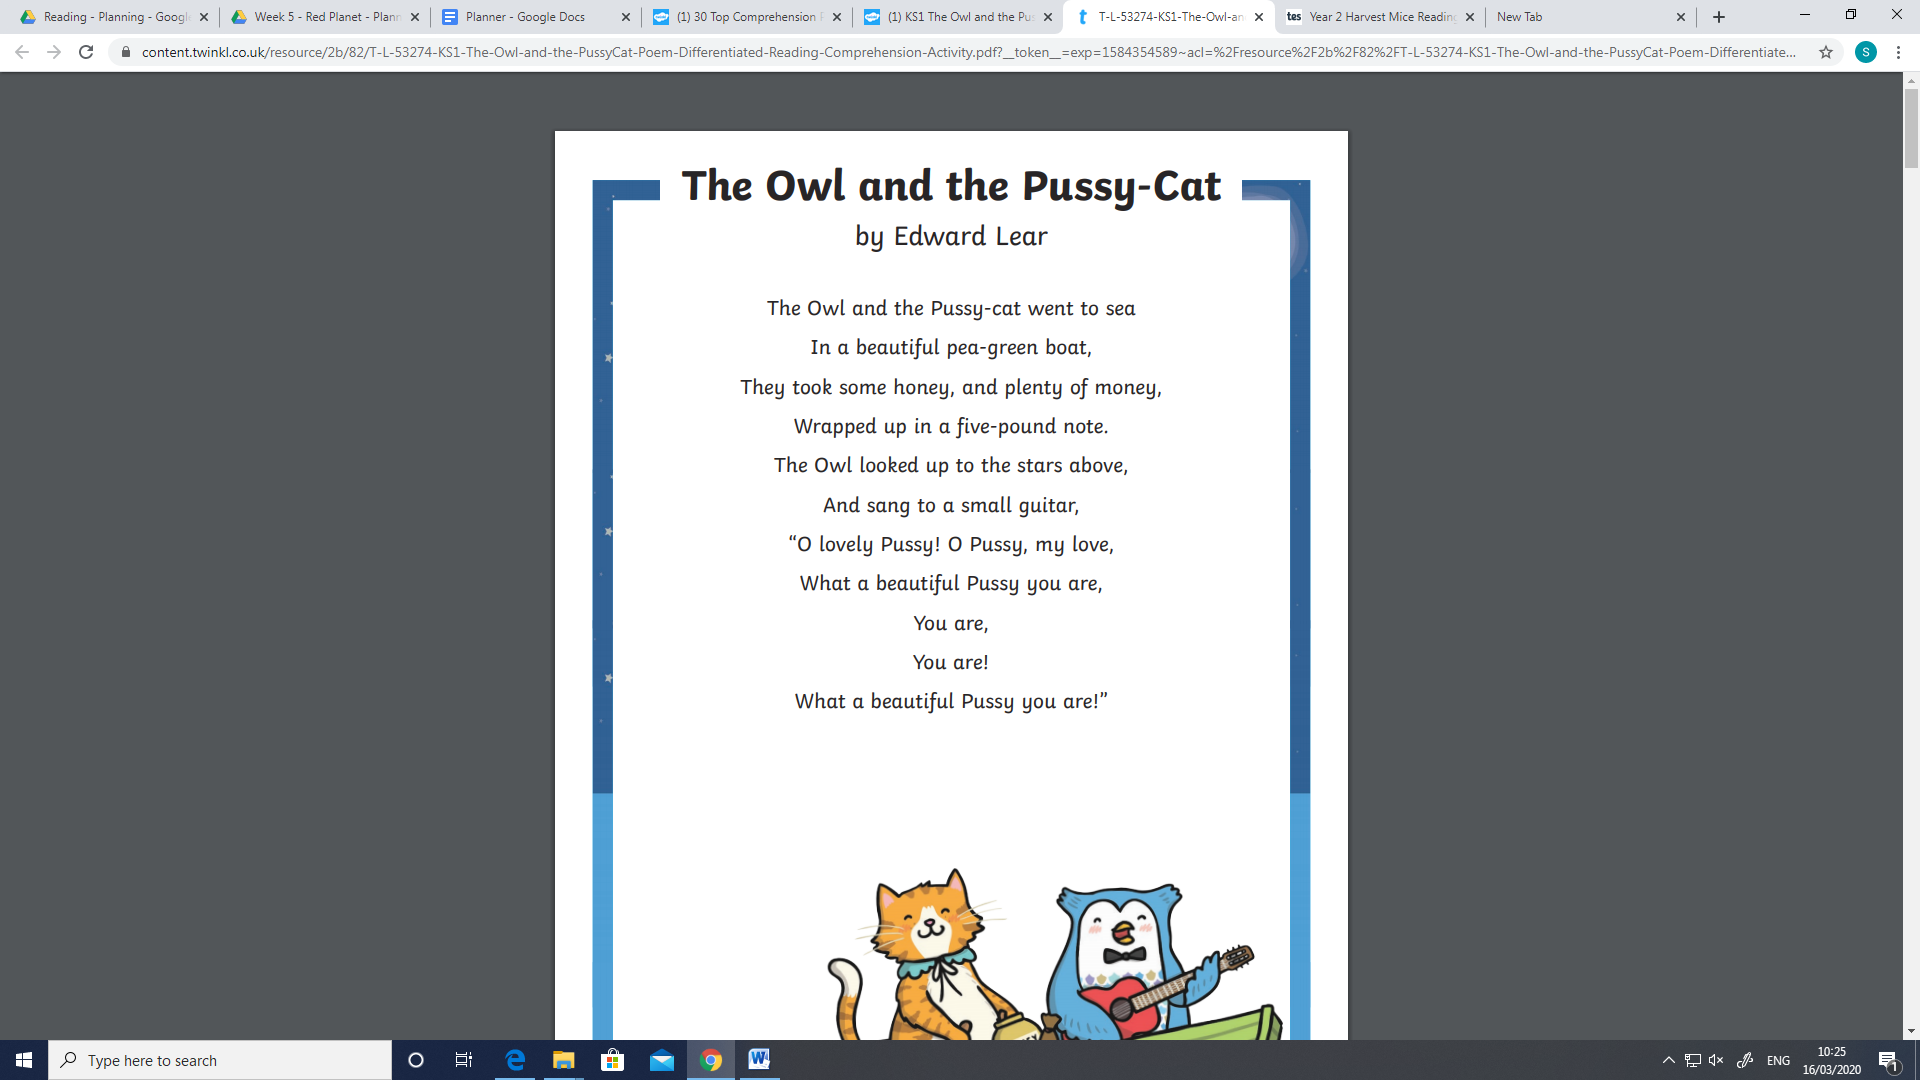 Reading - Planning - Google
Week 5 - Red Planet - Plann
Planner - Google Docs
(1) 30 Top Comprehension
(1) KS1 The Owl and the Pus
T-L-53274-KS1-The-Owl-an
tes Year 2 Harvest Mice Reading
New Tab
content.twinkl.co.uk/resource/2b/82/T-L-53274-KS1-The-Owl-and-the-PussyCat-Poem-Differentiated-Reading-Comprehension-Activity.pdf?__token__=exp=1584354589~acl=%2Fresource%2F2b%2F82%2FT-L-53274-KS1-The-Owl-and-the-PussyCat-Poem-Differentiate...
S
The Owl and the Pussy-Cat
by Edward Lear
The Owl and the Pussy-cat went to sea
In a beautiful pea-green boat,
They took some honey, and plenty of money,
Wrapped up in a five-pound note.
The Owl looked up to the stars above,
And sang to a small guitar,
“O lovely Pussy! O Pussy, my love,
What a beautiful Pussy you are,
You are,
You are!
What a beautiful Pussy you are!”
Type here to search
ENG
10:25
16/03/2020
1